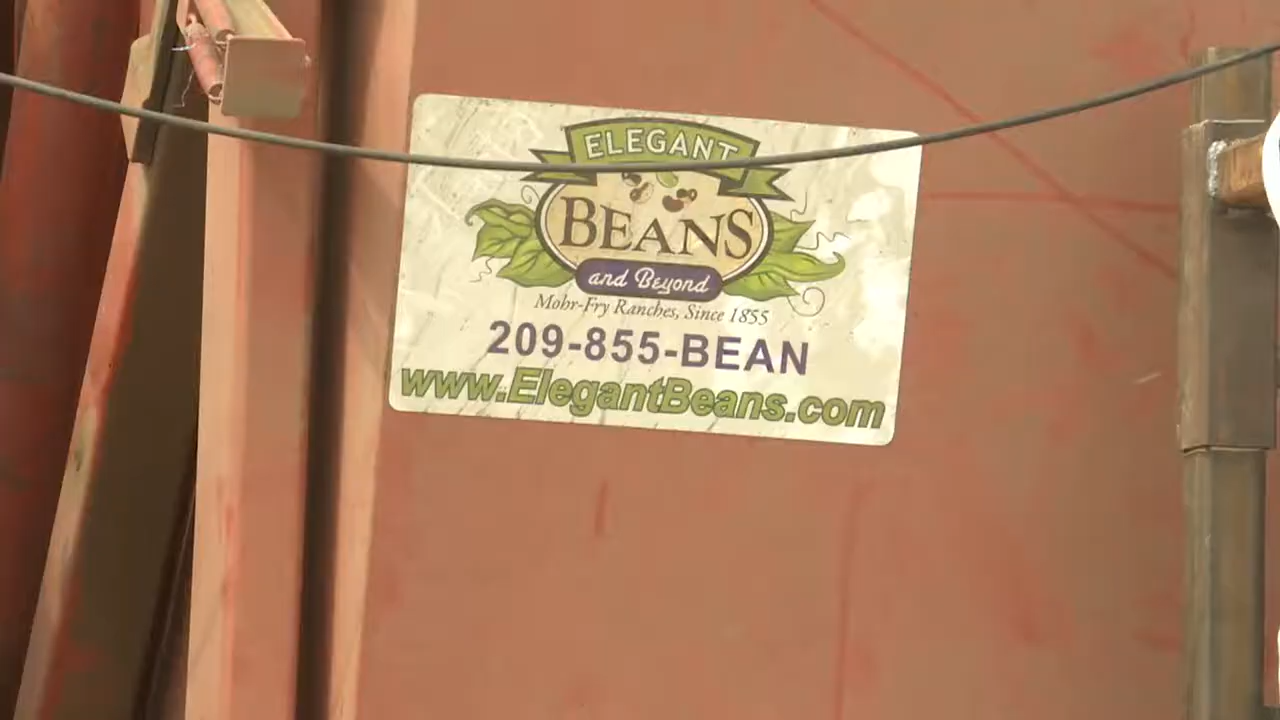 ELEGANT
BEANS
and Beyond
Mohr-Fry Ranches, Since 1855
209-855-BEAN
www.ElegantBeans.com